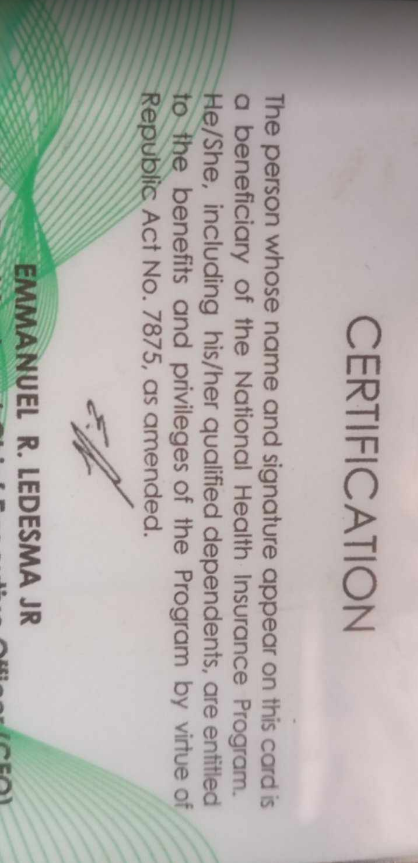 CERTIFICATION
The person whose name and signature appear on this card is
a beneficiary of the National Health Insurance Program.
He/She, including his/her qualified dependents, are entitled
to the benefits and privileges of the Program by virtue of
Republic Act No. 7875, as amended.
EMMANUEL R. LEDESMA JR
Officer (CEO)